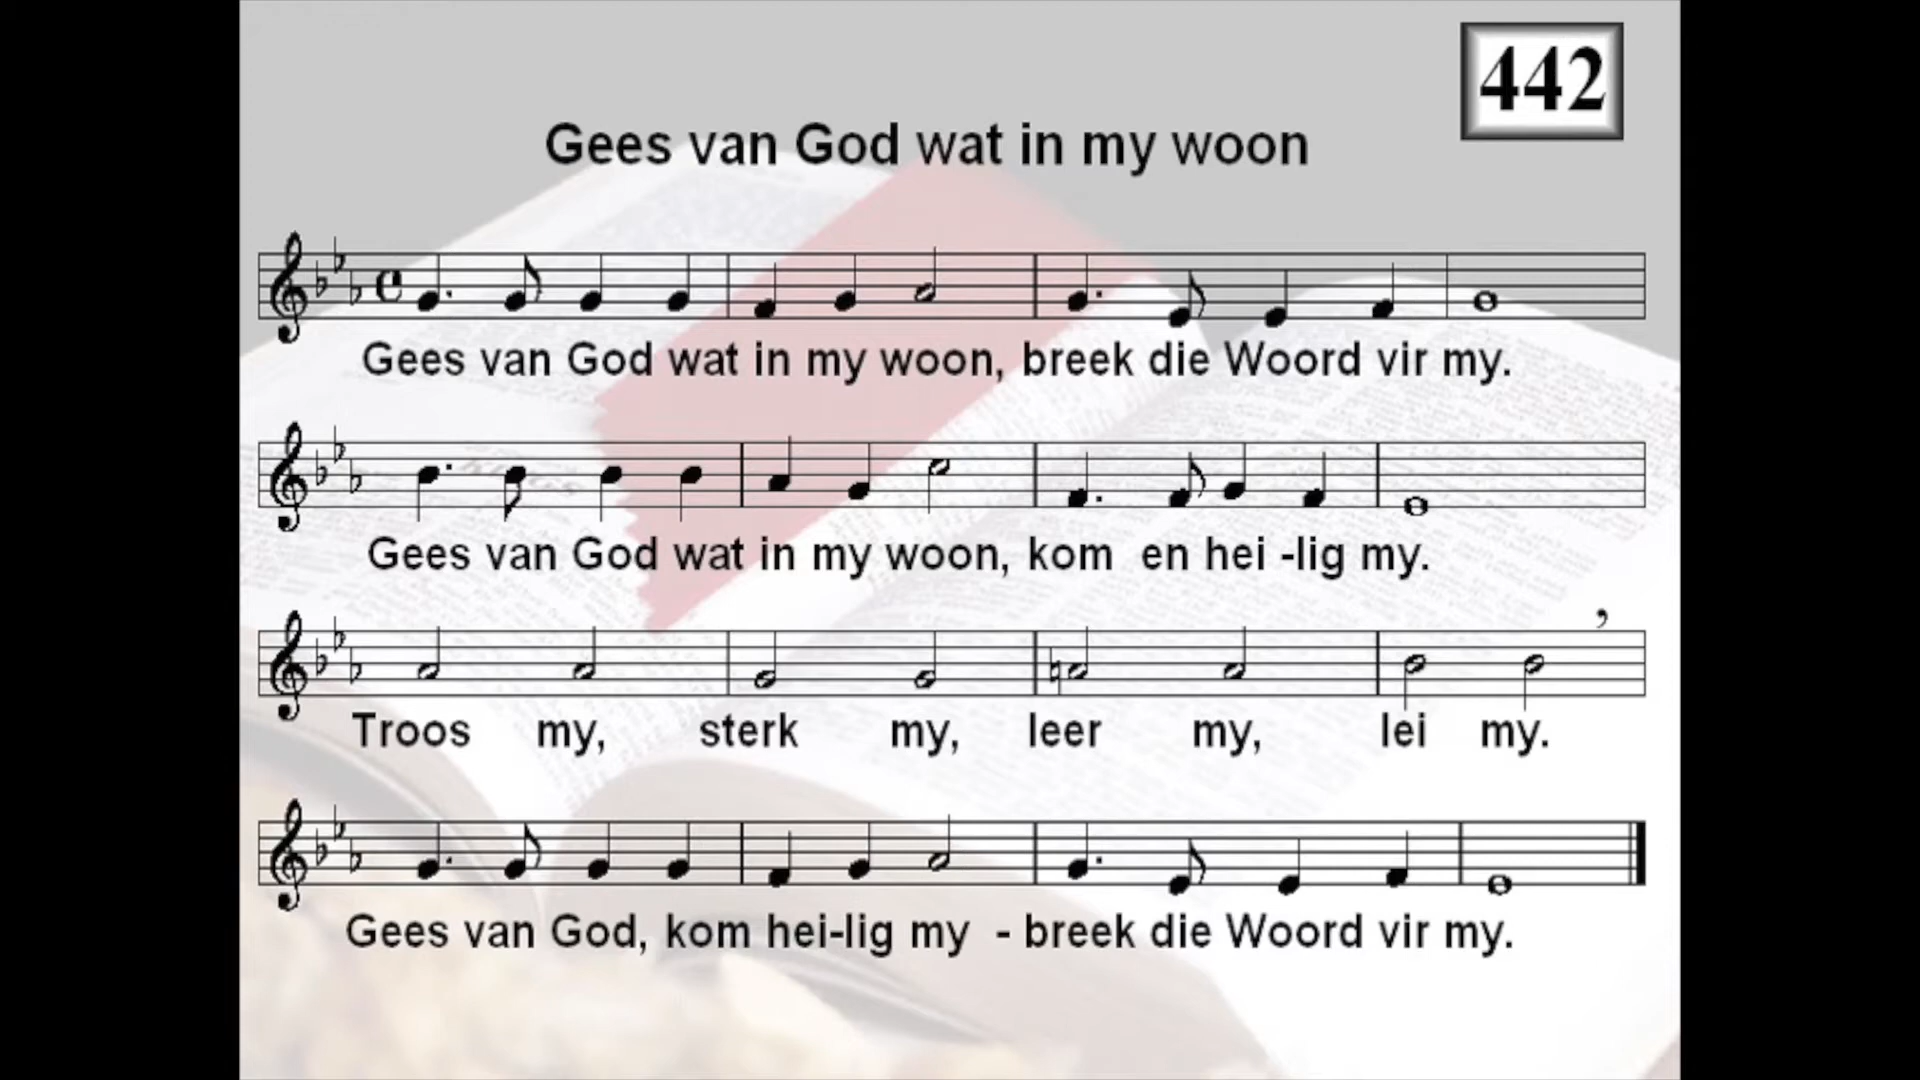 442
Gees van God wat in my woon
Gees van God wat in my woon, breek die Woord vir my.
Gees van God wat in my woon, kom en hei -lig my.
Troos my, sterk my, leer my, lei my.
Gees van God, kom hei-lig my - breek die Woord vir my.